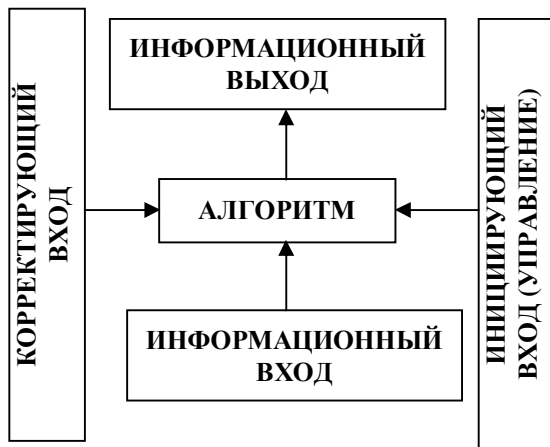 КОРРЕКТИРУЮЩИЙ
ВХОД
ИНФОРМАЦИОННЫЙ
ВЫХОД
АЛГОРИТМ
ИНФОРМАЦИОННЫЙ
ВХОД
ИНИЦИИРУЮЩИЙ
ВХОД (УПРАВЛЕНИЕ)